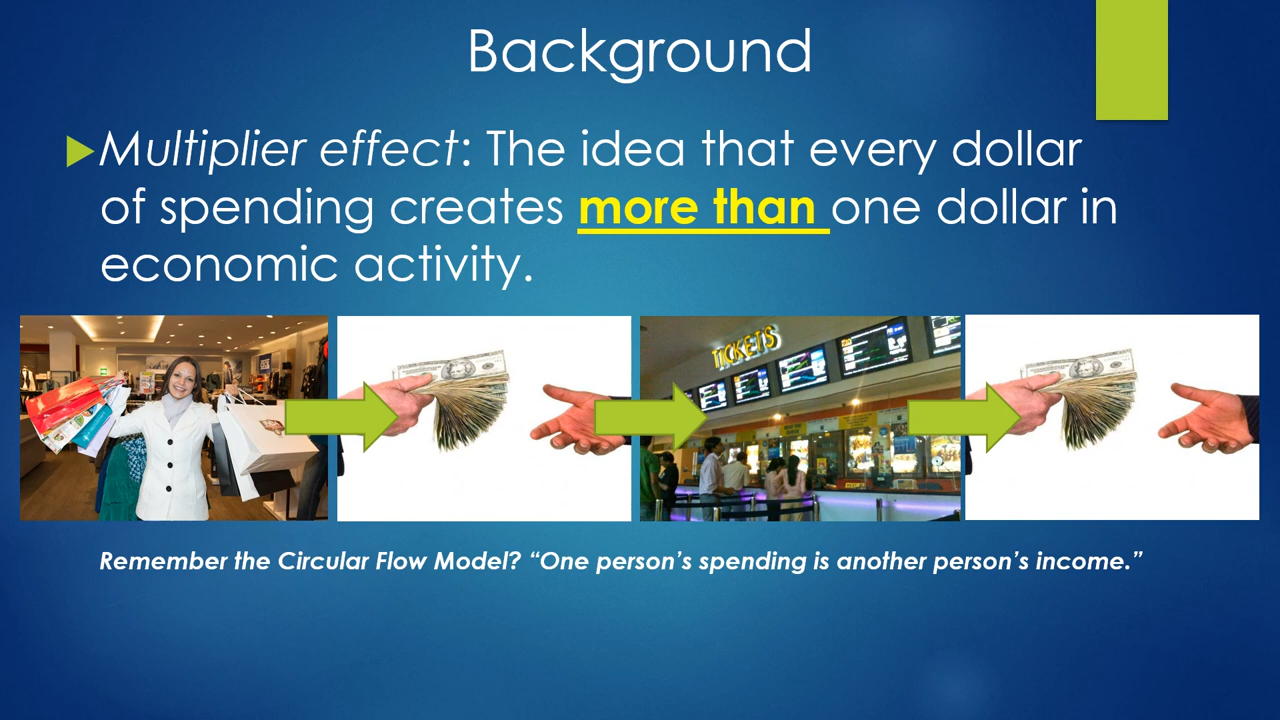 Background
Multiplier effect: The idea that every dollar
of spending creates more than one dollar in
economic activity.
TICKETS
Remember the Circular Flow Model? “One person’s spending is another person’s income.”